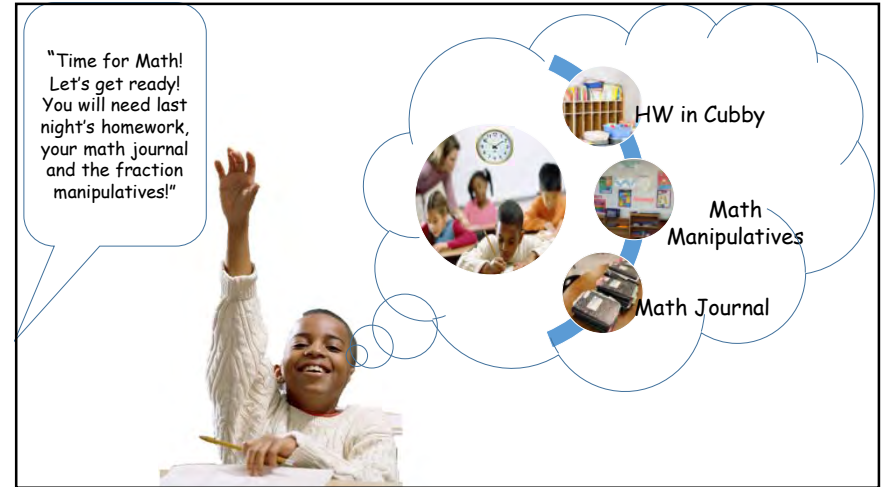 “Time for Math!
Let’s get ready!
You will need last
night’s homework,
your math journal
and the fraction
manipulatives!”
HW in Cubby
Math
Manipulatives
Math Journal